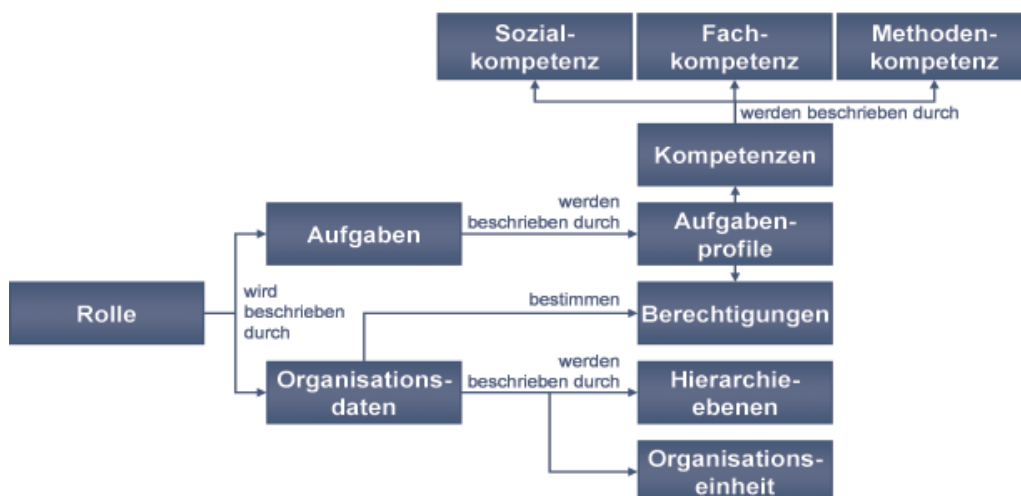 Sozial-
kompetenz
Fach-
kompetenz
Methoden-
kompetenz
werden beschrieben durch
Kompetenzen
werden
beschrieben durch
Aufgaben
Aufgaben-
profile
Rolle
wird
beschrieben
durch
bestimmen
Berechtigungen
werden
beschrieben durch
Organisations-
daten
Hierarchie-
ebenen
Organisations-
einheit